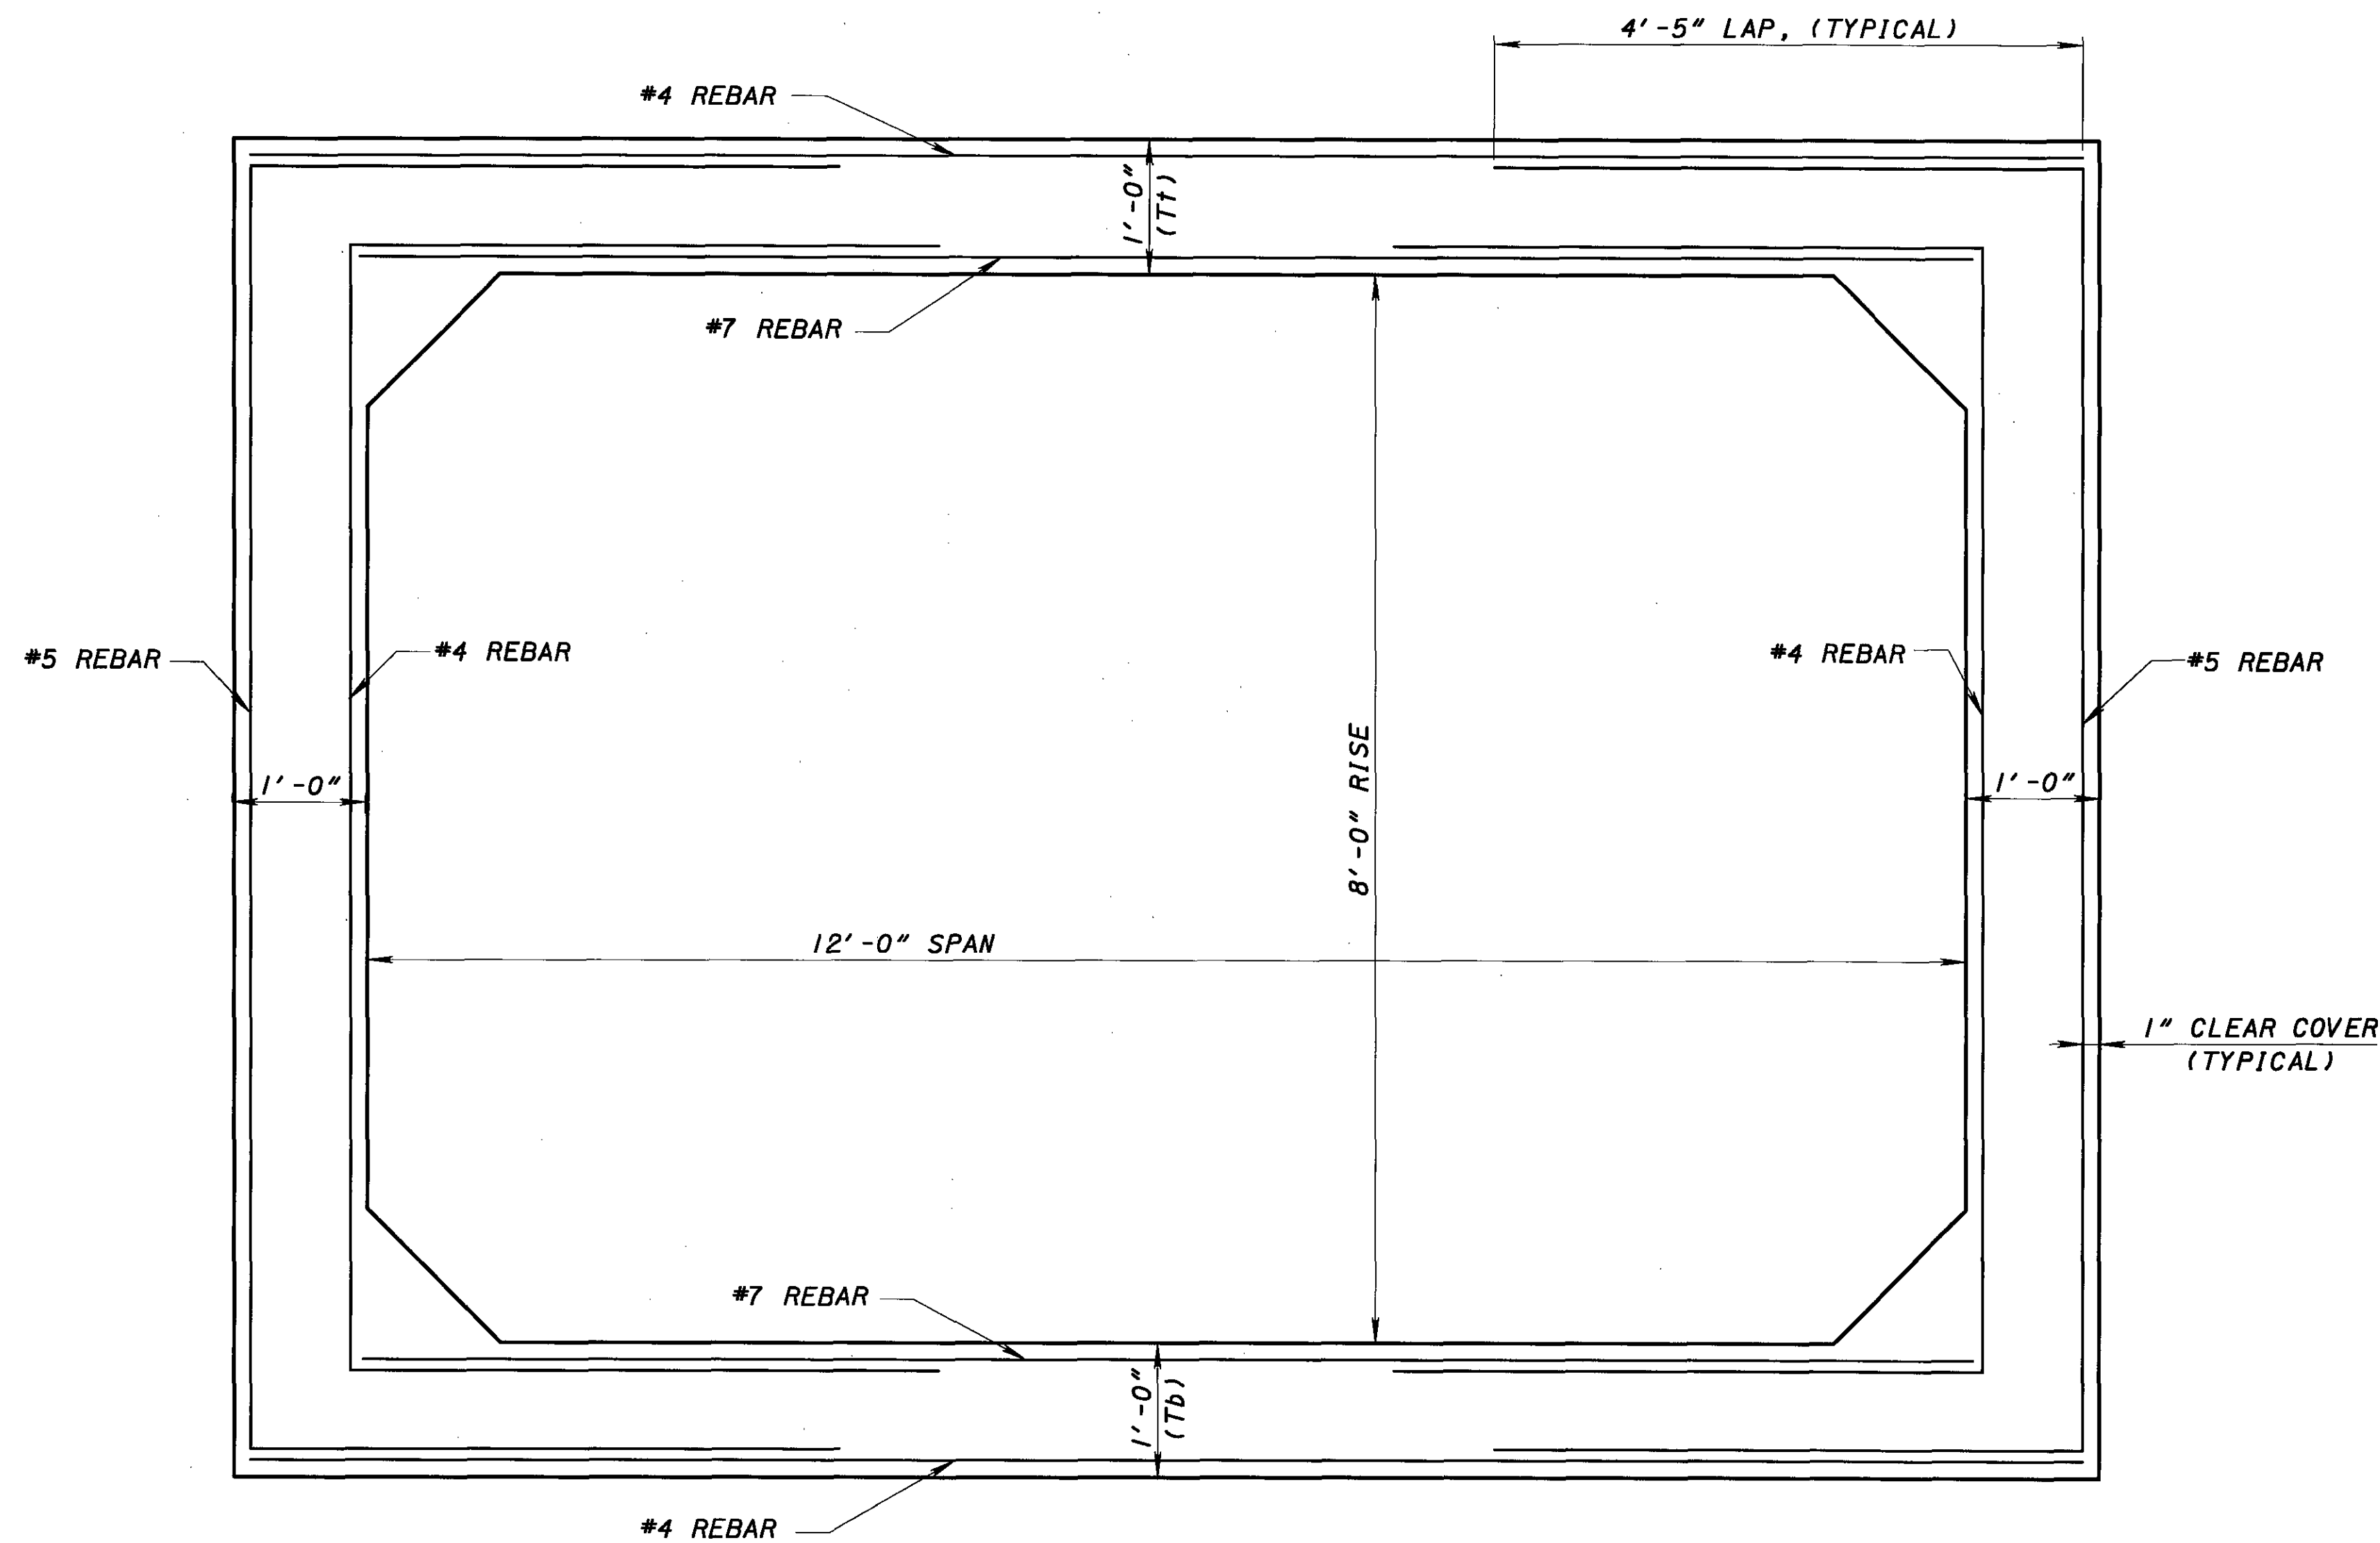 4'-5" LAP, (TYPICAL)
#4 REBAR
1'-0"
(Tt)
#7 REBAR
#5 REBAR
#4 REBAR
#4 REBAR
#5 REBAR
1'-0"
8'-0" RISE
1'-0"
12'-0" SPAN
1" CLEAR COVER
(TYPICAL)
#7 REBAR
1'-0"
(Tb)
#4 REBAR